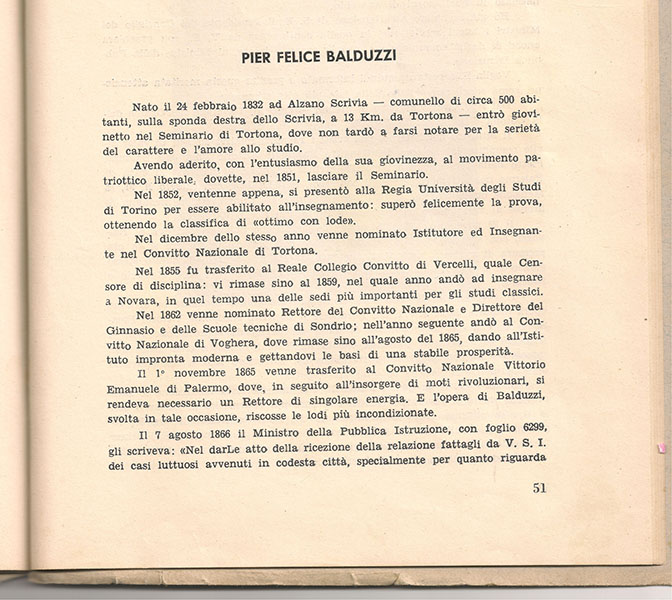 PIER FELICE BALDUZZI
Nato il 24 febbraio 1832 ad Alzano Scrivia — comunello di circa 500 abi-
tanti, sulla sponda destra dello Scrivia, a 13 Km. da Tortona — entrò giovi-
netto nel Seminario di Tortona, dove non tardò a farsi notare per la serietà
del carattere e l'amore allo studio.
Avendo aderito, con l'entusiasmo della sua giovinezza, al movimento pa-
triottico liberale, dovette, nel 1851, lasciare il Seminario.
Nel 1852, ventenne appena, si presentò alla Regia Università degli Studi
di Torino per essere abilitato all'insegnamento: superò felicemente la prova,
ottenendo la classifica di «ottimo con lode».
Nel dicembre dello stesso anno venne nominato Istitutore ed Insegnan-
te nel Convitto Nazionale di Tortona.
Nel 1855 fu trasferito al Reale Collegio Convitto di Vercelli, quale Cen-
sore di disciplina: vi rimase sino al 1859, nel quale anno andò ad insegnare
a Novara, in quel tempo una delle sedi più importanti per gli studi classici.
Nel 1862 venne nominato Rettore del Convitto Nazionale e Direttore del
Ginnasio e delle Scuole tecniche di Sondrio; nell'anno seguente andò al Con-
vitto Nazionale di Voghera, dove rimase sino all'agosto del 1865, dando all'Isti-
tuto impronta moderna e gettandovi le basi di una stabile prosperità.
Il 1° novembre 1865 venne trasferito al Convitto Nazionale Vittorio
Emanuele di Palermo, dove, in seguito all'insorgere di moti rivoluzionari, si
rendeva necessario un Rettore di singolare energia. E l'opera di Balduzzi,
svolta in tale occasione, riscosse le lodi più incondizionate.
Il 7 agosto 1866 il Ministro della Pubblica Istruzione, con foglio 6299,
gli scriveva: «Nel darLe atto della ricezione della relazione fattagli da V. S. I.
dei casi luttuosi avvenuti in codesta città, specialmente per quanto riguarda
51